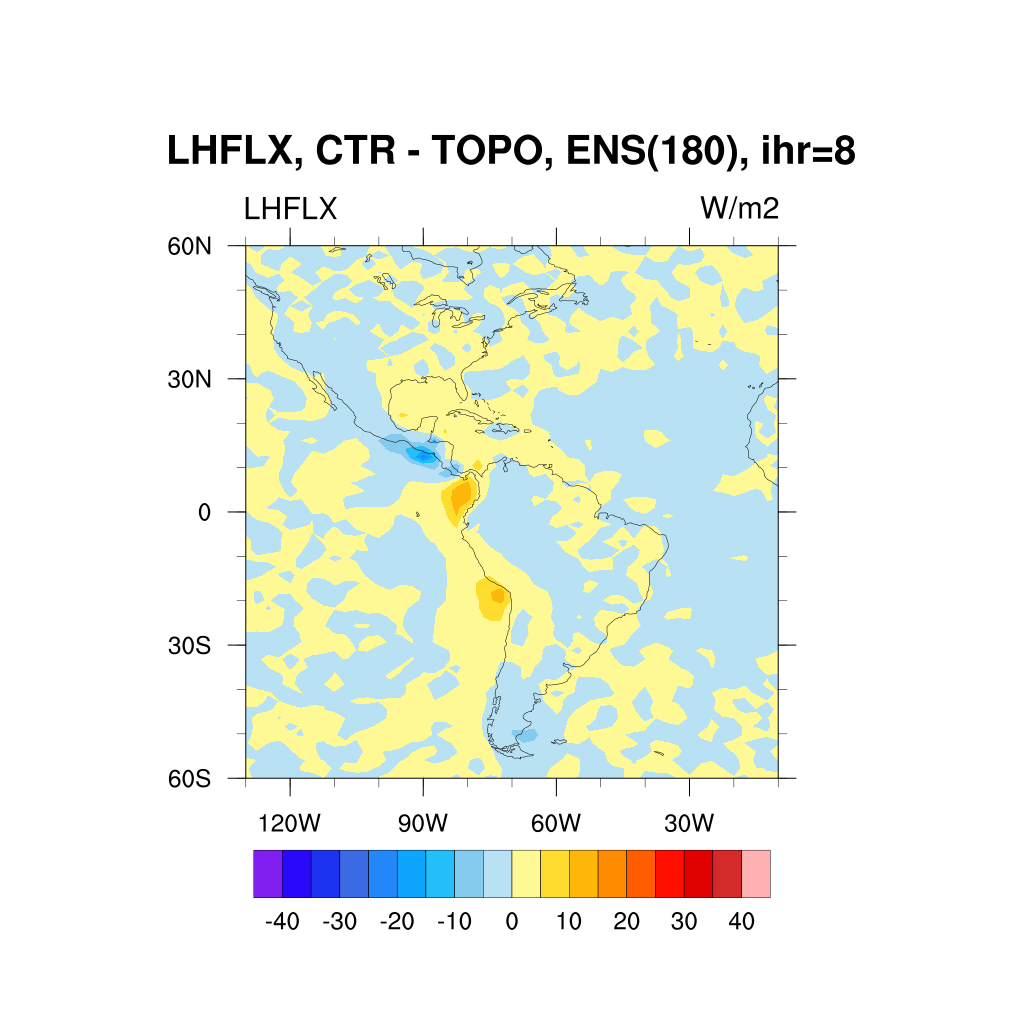 LHFLX, CTR - TOPO, ENS(180), ihr=8
LHFLX W/m2
60N
30N
0
30S
60S
120W 90W 60W 30W
-40 -30 -20 -10 0 10 20 30 40